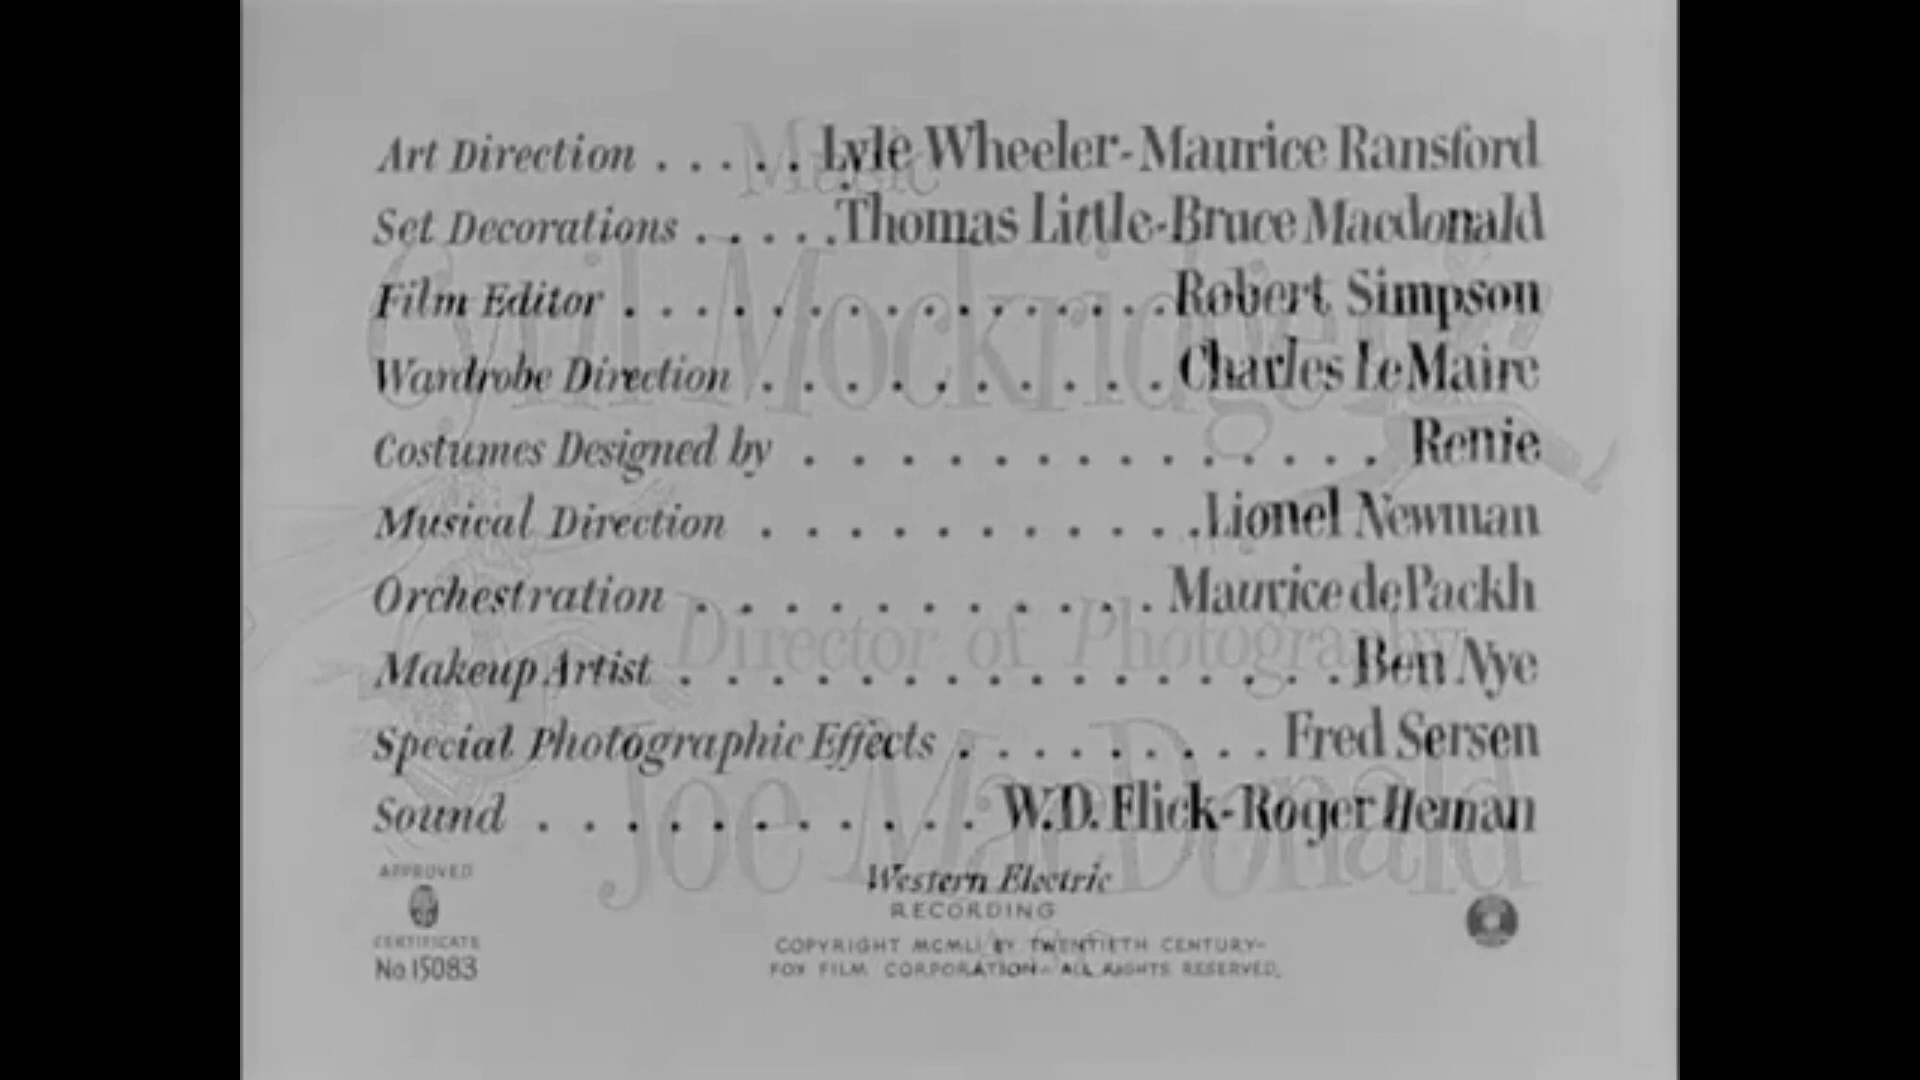 Music
Art Direction . . . . . Lyle Wheeler-Maurice Ransford
Set Decorations . . . . .Thomas Little-Bruce Macdonald
Cyril Mockridge
Film Editor . . . . . . . . . . . . . . .Robert Simpson
Wardrobe Direction . . . . . . . . . . Charles LeMaire
Costumes Designed by . . . . . . . . . . . . . . Renie
Musical Direction . . . . . . . . . . .Lionel Newman
Orchestration . . . . . . . . . . . Maurice dePackh
Director of Photography
Makeup Artist . . . . . . . . . . . . . . . .Ben Nye
Special Photographic Effects . . . . . . . . . Fred Sersen
Joe MacDonald
Sound . . . . . . . . . . . W.D. Flick-Roger Heman
APPROVED
CERTIFICATE
No 15083
Western Electric
RECORDING
COPYRIGHT MCMLI BY TWENTIETH CENTURY-
FOX FILM CORPORATION- ALL RIGHTS RESERVED.